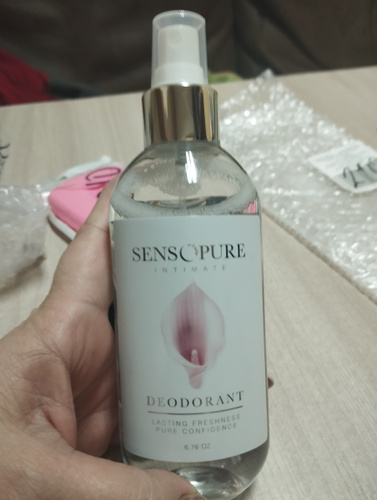 SENSOPURE
INTIMATE
DEODORANT
LASTING FRESHNESS
PURE CONFIDENCE
6.76 OZ